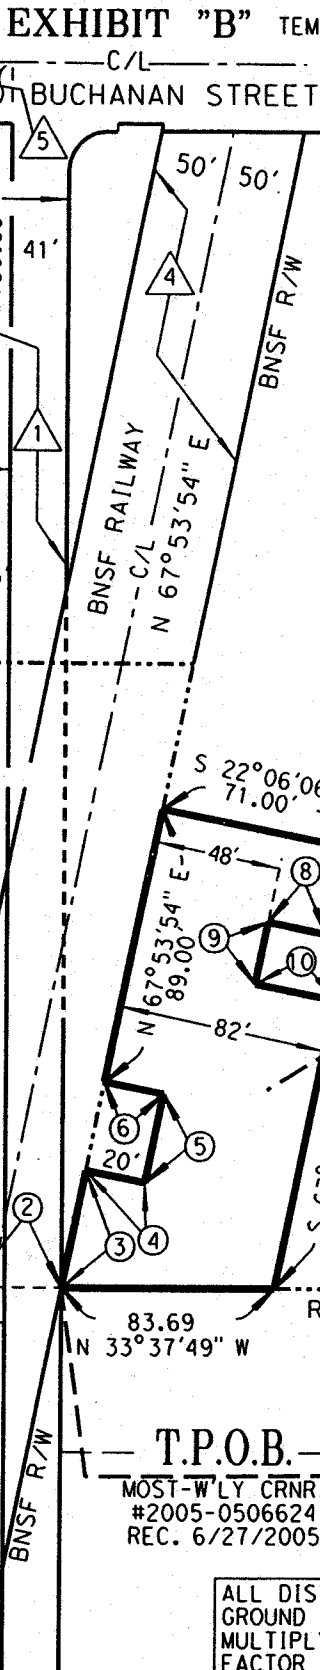 EXHIBIT "B" TEM
C/L
BUCHANAN STREET
5
50' 50'
41'
4
BNSF R/W
1
BNSF RAILWAY
C/L
N 67°53'54" E
S 22°06'06
71.00'
48'
8
N 67°53'54" E
89.00'
9
10
82'
6
5
20'
2
3
4
83.69
N 33°37'49" W
R
T.P.O.B.
BNSF R/W
MOST-W'LY CRNR.
#2005-0506624
REC. 6/27/2005
ALL DIS
GROUND
MULTIPLY
FACTOR